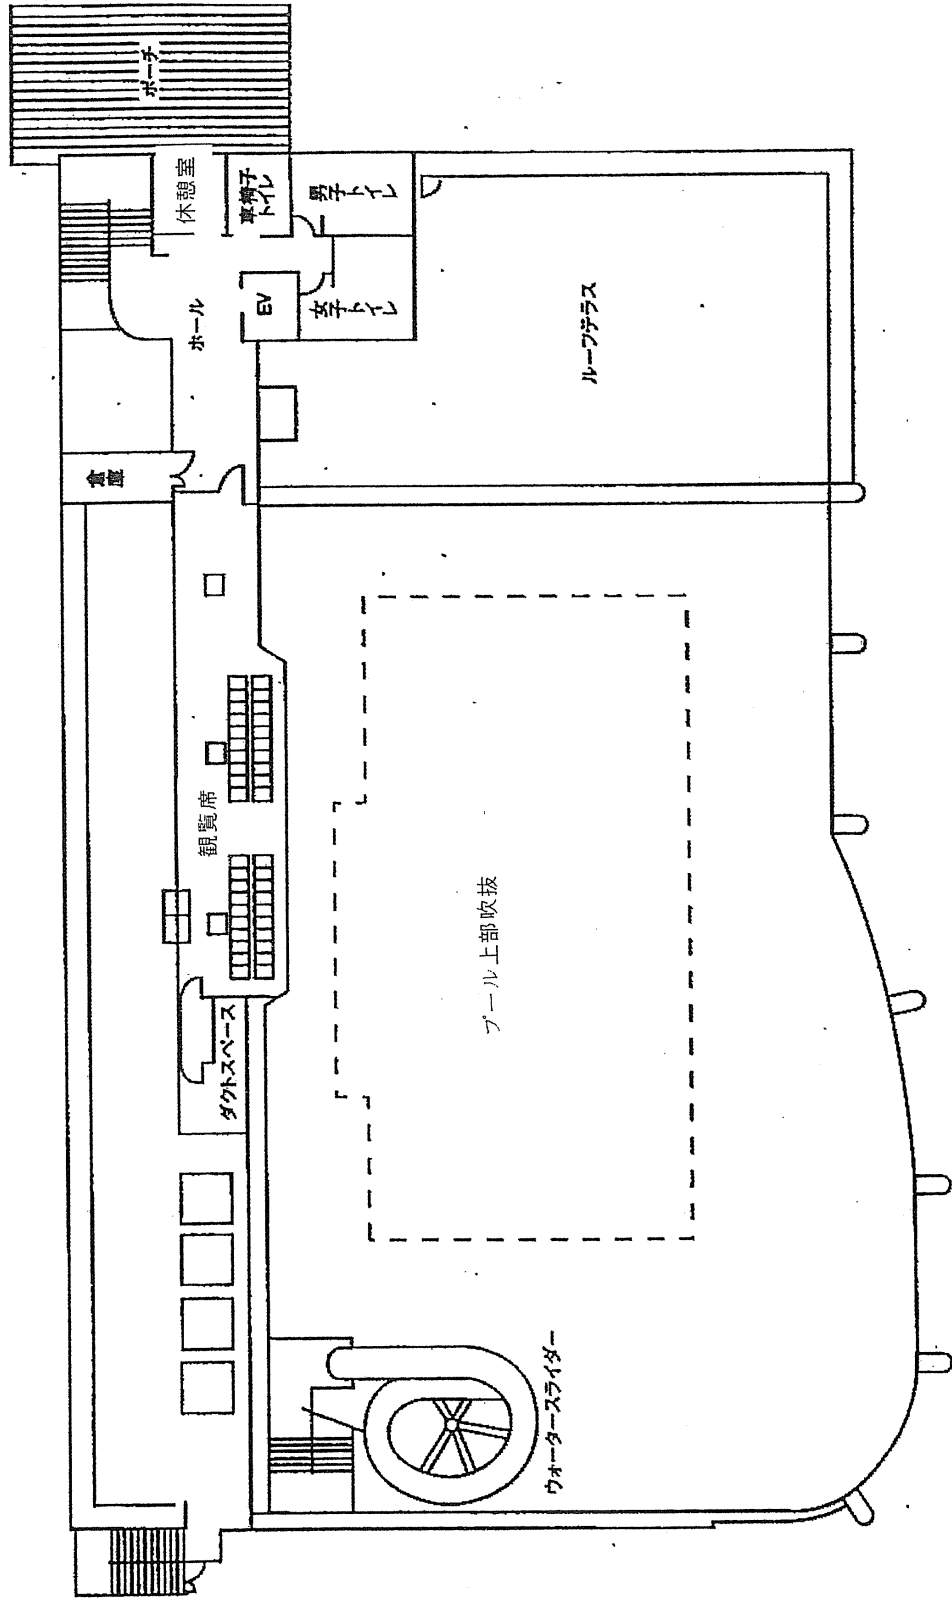 ポーチ
休憩室
車椅子
トイレ
男子トイレ
ホール
EV
女子トイレ
ルーフテラス
倉庫
観覧席
プール上部吹抜
ダクトスペース
ウォータースライダー